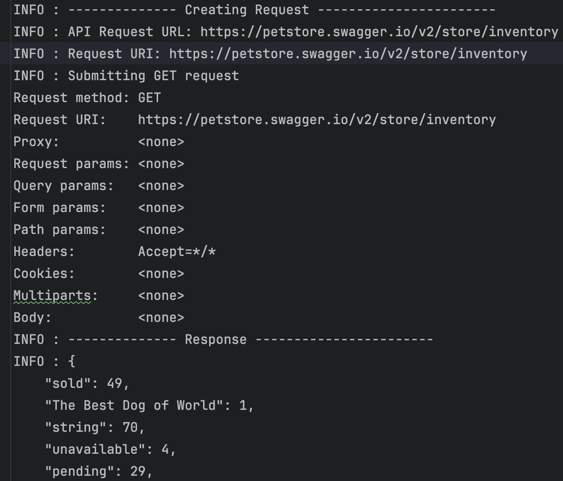 INFO : -------------- Creating Request -----------------------
INFO : API Request URL: https://petstore.swagger.io/v2/store/inventory
INFO : Request URI: https://petstore.swagger.io/v2/store/inventory
INFO : Submitting GET request
Request method: GET
Request URI:    https://petstore.swagger.io/v2/store/inventory
Proxy:          <none>
Request params: <none>
Query params:   <none>
Form params:    <none>
Path params:    <none>
Headers:        Accept=*/*
Cookies:        <none>
Multiparts:     <none>
Body:           <none>
INFO : -------------- Response -----------------------
INFO : {
    "sold": 49,
    "The Best Dog of World": 1,
    "string": 70,
    "unavailable": 4,
    "pending": 29,